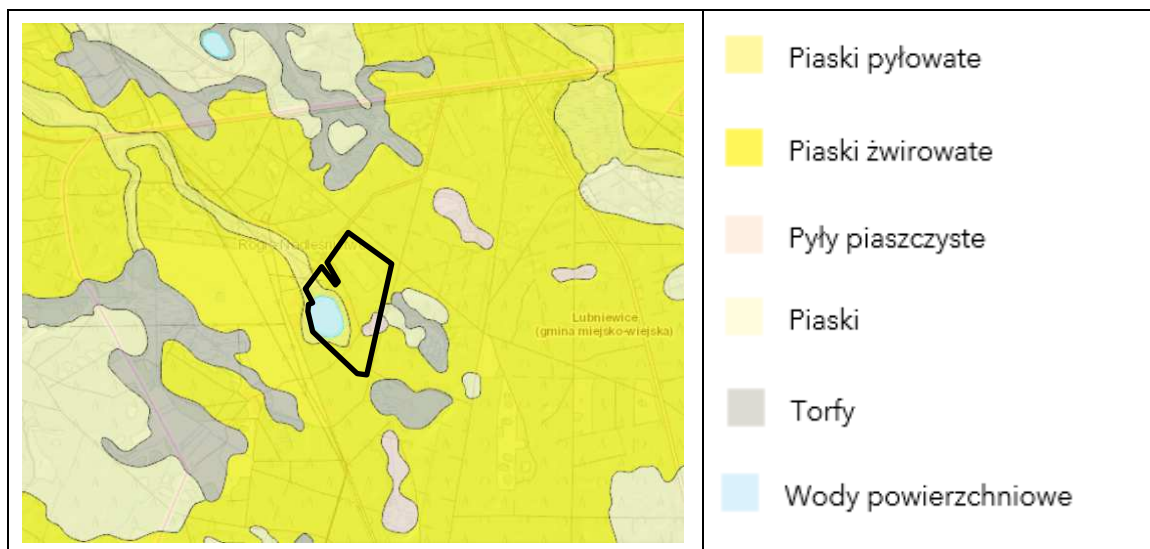 Lubniewice
(gmina miejsko-wiejska)
Piaski pyłowate
Piaski żwirowate
Pyły piaszczyste
Piaski
Torfy
Wody powierzchniowe